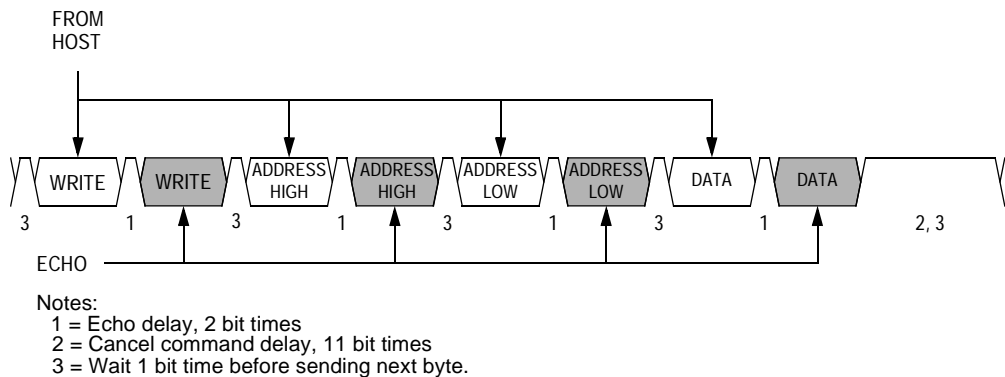 FROM
HOST
WRITE
WRITE
ADDRESS
HIGH
ADDRESS
HIGH
ADDRESS
LOW
ADDRESS
LOW
DATA
DATA
3
1
3
1
3
1
3
1
2, 3
ECHO
Notes:
1 = Echo delay, 2 bit times
2 = Cancel command delay, 11 bit times
3 = Wait 1 bit time before sending next byte.